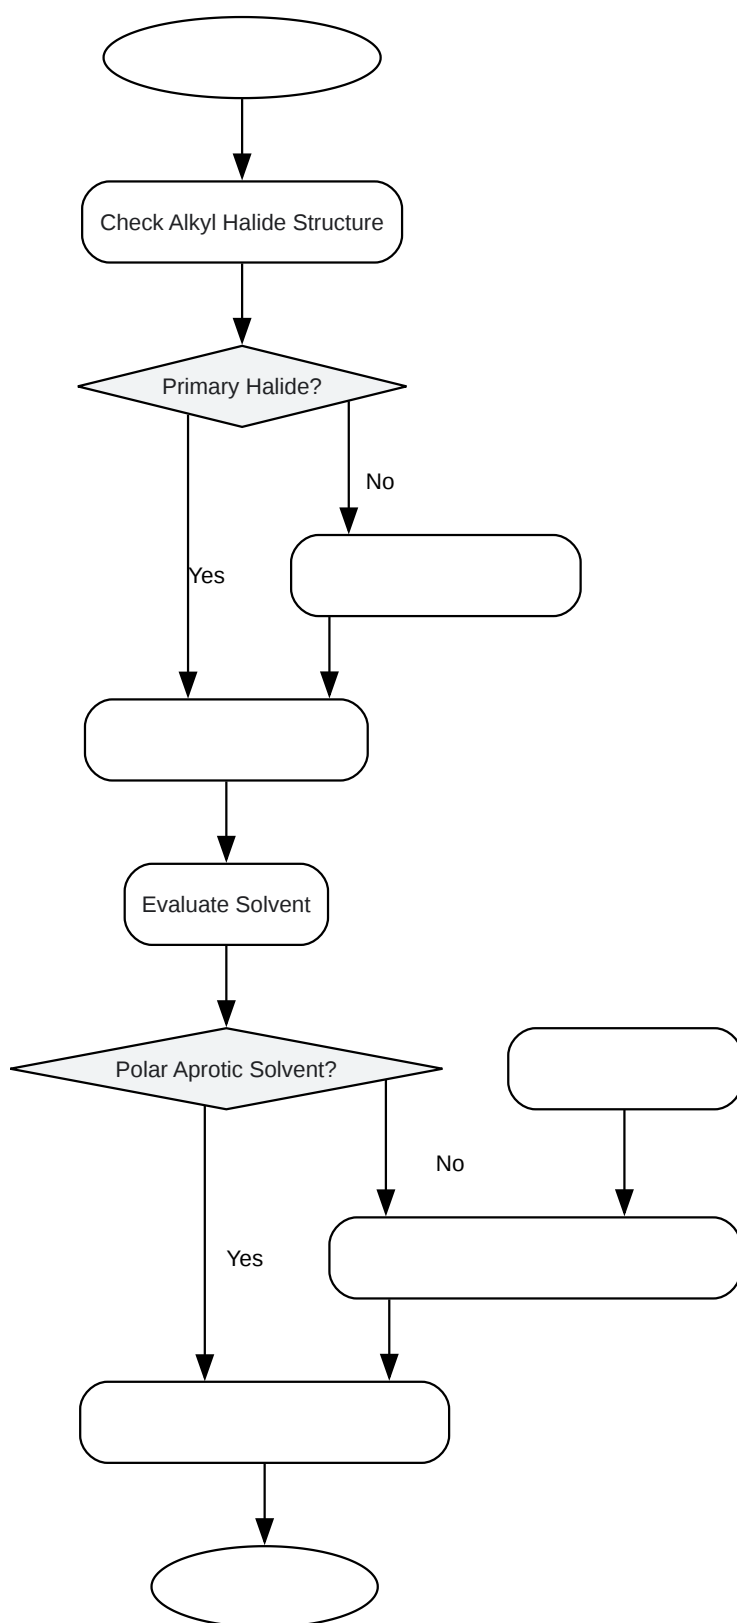 Check Alkyl Halide Structure
Primary Halide?
No
Yes
Evaluate Solvent
Polar Aprotic Solvent?
No
Yes